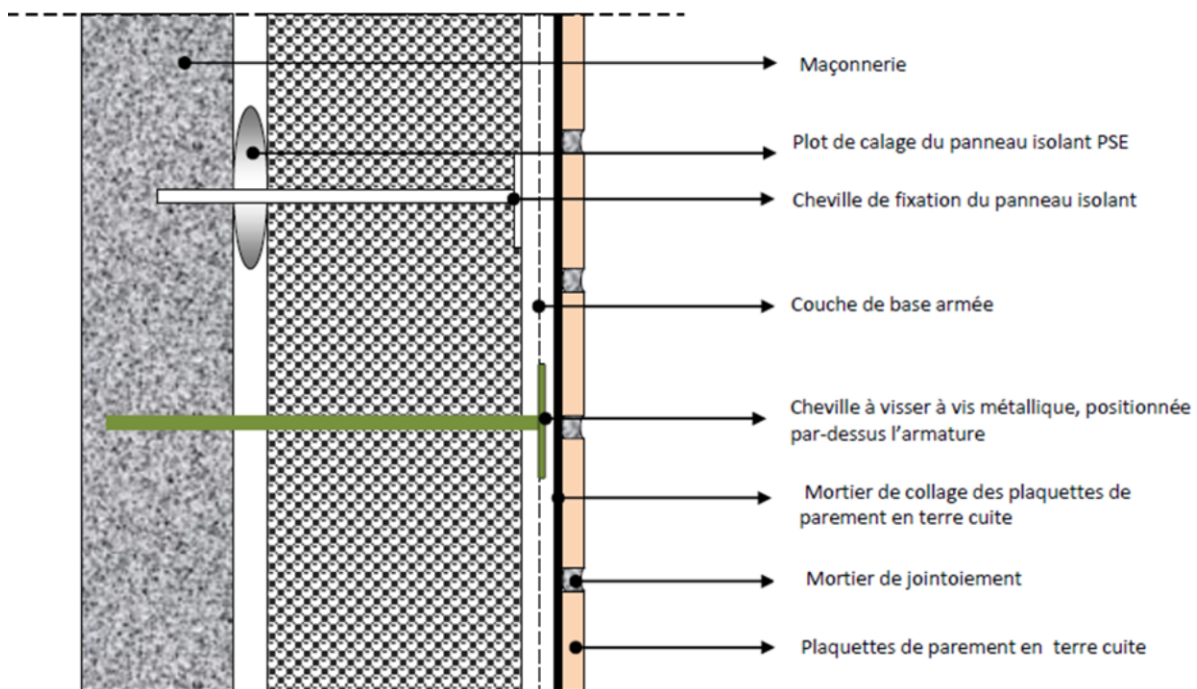 Maçonnerie
Plot de calage du panneau isolant PSE
Cheville de fixation du panneau isolant
Couche de base armée
Cheville à visser à vis métallique, positionnée
par-dessus l'armature
Mortier de collage des plaquettes de
parement en terre cuite
Mortier de jointoiement
Plaquettes de parement en terre cuite